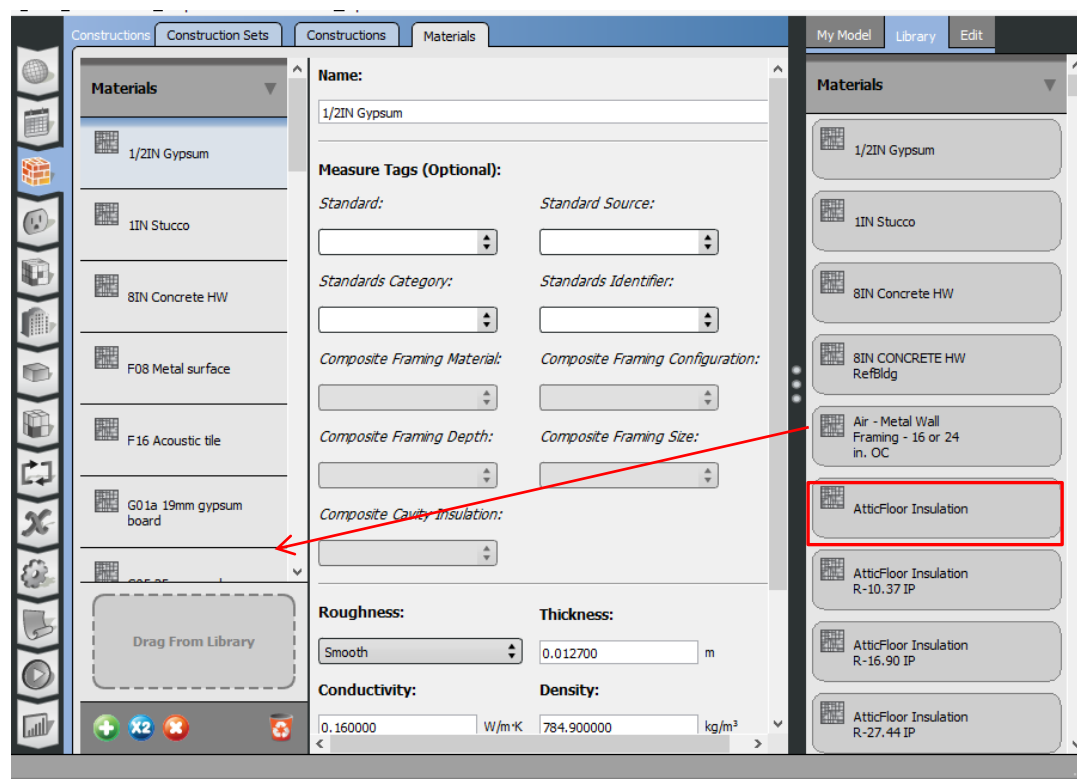 Constructions
Construction Sets
Constructions
Materials
My Model
Library
Edit
Materials
1/2IN Gypsum
1IN Stucco
8IN Concrete HW
F08 Metal surface
F16 Acoustic tile
G01a 19mm gypsum
board
Drag From Library
X2
Name:
1/2IN Gypsum
Measure Tags (Optional):
Standard:
Standard Source:
Standards Category:
Standards Identifier:
Composite Framing Material:
Composite Framing Configuration:
Composite Framing Depth:
Composite Framing Size:
Composite Cavity Insulation:
Roughness:
Thickness:
Smooth
0.012700
m
Conductivity:
Density:
0.160000
W/m·K
784.900000
kg/m³
Materials
1/2IN Gypsum
1IN Stucco
8IN Concrete HW
8IN CONCRETE HW
RefBldg
Air - Metal Wall
Framing - 16 or 24
in. OC
AtticFloor Insulation
AtticFloor Insulation
R-10.37 IP
AtticFloor Insulation
R-16.90 IP
AtticFloor Insulation
R-27.44 IP